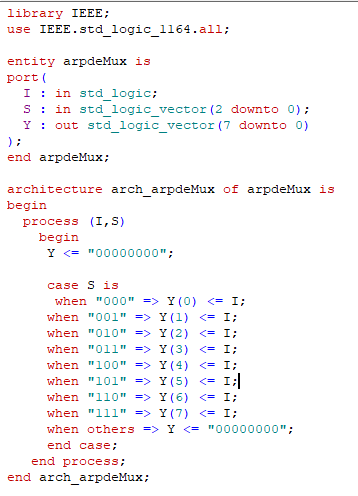 library IEEE;
use IEEE.std_logic_1164.all;
entity arpdeMux is
port(
I : in std_logic;
S : in std_logic_vector(2 downto 0);
Y : out std_logic_vector(7 downto 0)
);
end arpdeMux;
architecture arch_arpdeMux of arpdeMux is
begin
process (I,S)
begin
Y <= "00000000";
case S is
when "000" => Y(0) <= I;
when "001" => Y(1) <= I;
when "010" => Y(2) <= I;
when "011" => Y(3) <= I;
when "100" => Y(4) <= I;
when "101" => Y(5) <= I;
when "110" => Y(6) <= I;
when "111" => Y(7) <= I;
when others => Y <= "00000000";
end case;
end process;
end arch_arpdeMux;